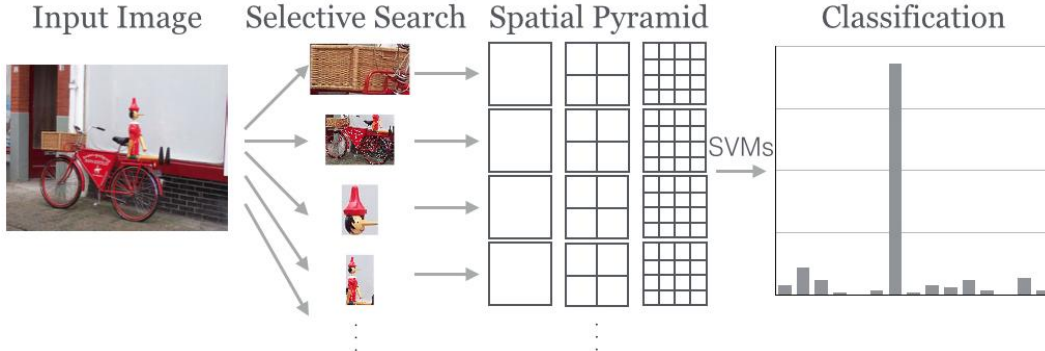 Input Image
Selective Search
Spatial Pyramid
Classification
SVMs